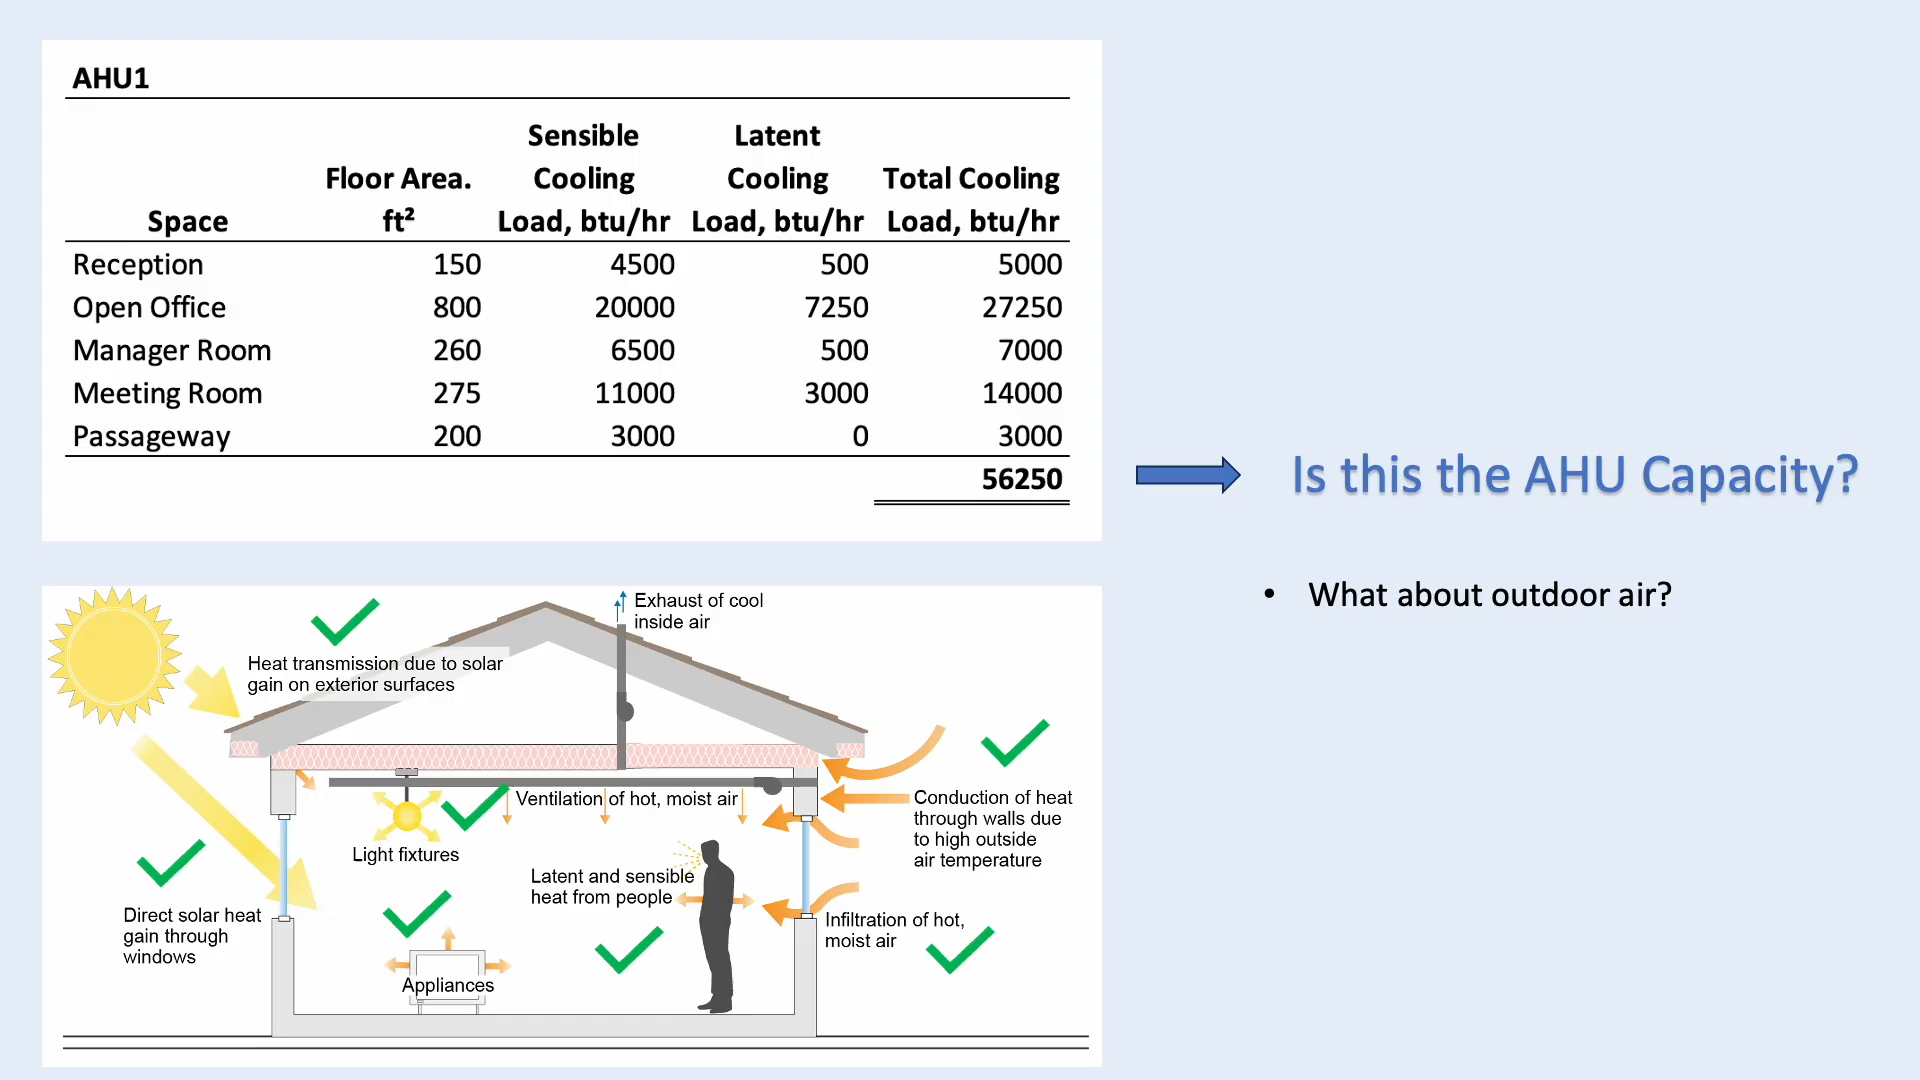 AHU1
Space Floor Area. ft² Sensible Cooling Load, btu/hr Latent Cooling Load, btu/hr Total Cooling Load, btu/hr
Reception 150 4500 500 5000
Open Office 800 20000 7250 27250
Manager Room 260 6500 500 7000
Meeting Room 275 11000 3000 14000
Passageway 200 3000 0 3000
56250
Is this the AHU Capacity?
• What about outdoor air?
Exhaust of cool
inside air
Heat transmission due to solar
gain on exterior surfaces
Ventilation of hot, moist air
Light fixtures
Conduction of heat
through walls due
to high outside
air temperature
Latent and sensible
heat from people
Direct solar heat
gain through
windows
Infiltration of hot,
moist air
Appliances